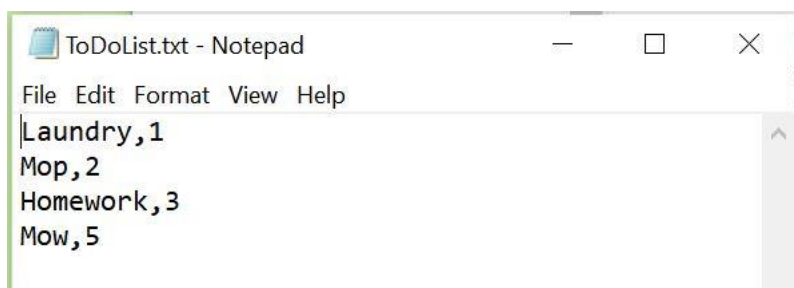 ToDoList.txt - Notepad
File Edit Format View Help
Laundry,1
Mop,2
Homework,3
Mow,5